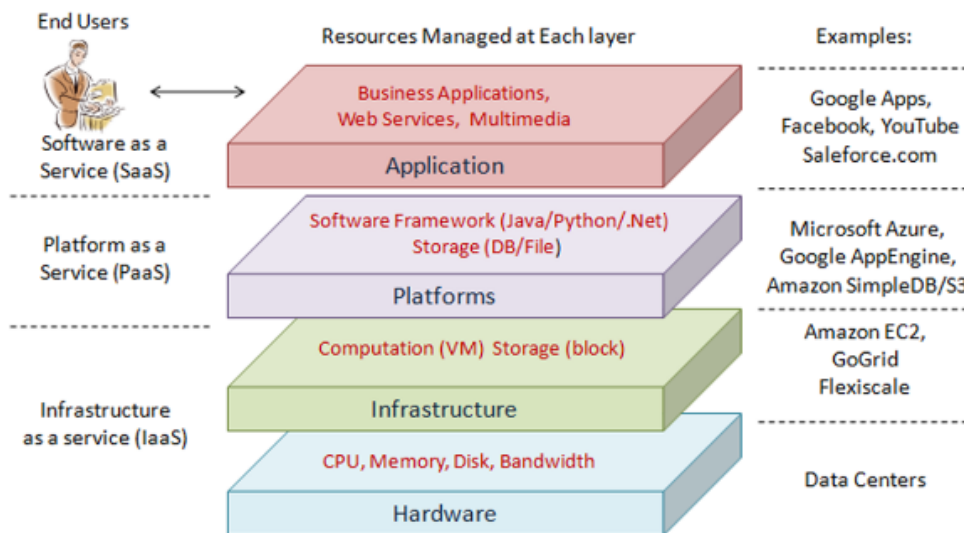 End Users
Resources Managed at Each layer
Examples:
Business Applications,
Web Services, Multimedia
Application
Software as a
Service (SaaS)
Google Apps,
Facebook, YouTube
Saleforce.com
Software Framework (Java/Python/.Net)
Storage (DB/File)
Platforms
Platform as a
Service (PaaS)
Microsoft Azure,
Google AppEngine,
Amazon SimpleDB/S3
Computation (VM) Storage (block)
Infrastructure
Amazon EC2,
GoGrid
Flexiscale
Infrastructure
as a service (IaaS)
CPU, Memory, Disk, Bandwidth
Hardware
Data Centers